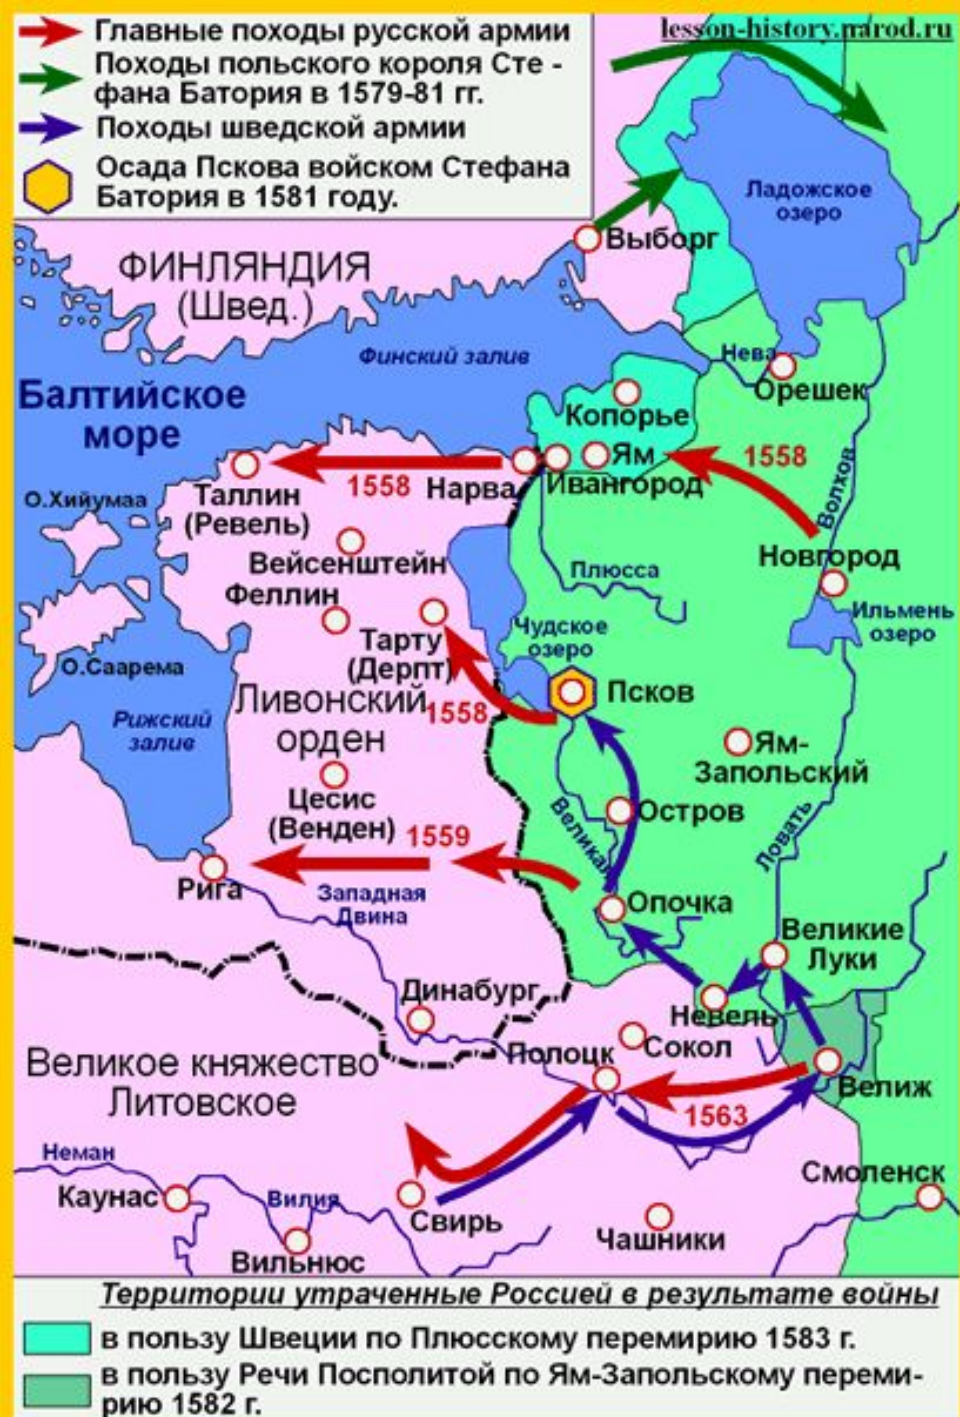 Главные походы русской армии
Походы польского короля Сте -
фана Батория в 1579-81 гг.
Походы шведской армии
Осада Пскова войском Стефана
Батория в 1581 году.
lesson-history.narod.ru
Ладожское
озеро
Выборг
ФИНЛЯНДИЯ
(Швед.)
Финский залив
Нева
Орешек
Балтийское
море
Копорье
Ям
1558
1558
Нарва
Ивангород
Таллин
(Ревель)
О.Хийумаа
Волхов
Вейсенштейн
Новгород
Феллин
Плюсса
Ильмень
озеро
Тарту
(Дерпт)
Чудское
озеро
О.Саарема
Псков
Ливонский
орден
1558
Рижский
залив
Ям-
Запольский
Цесис
(Венден)
Остров
Великая
Ловать
1559
Рига
Западная
Двина
Опочка
Великие
Луки
Динабург
Невель
Полоцк
Сокол
Великое княжество
Литовское
Велиж
1563
Неман
Смоленск
Каунас
Вилия
Свирь
Чашники
Вильнюс
Территории утраченные Россией в результате войны
в пользу Швеции по Плюсскому перемирию 1583 г.
в пользу Речи Посполитой по Ям-Запольскому переми-
рию 1582 г.